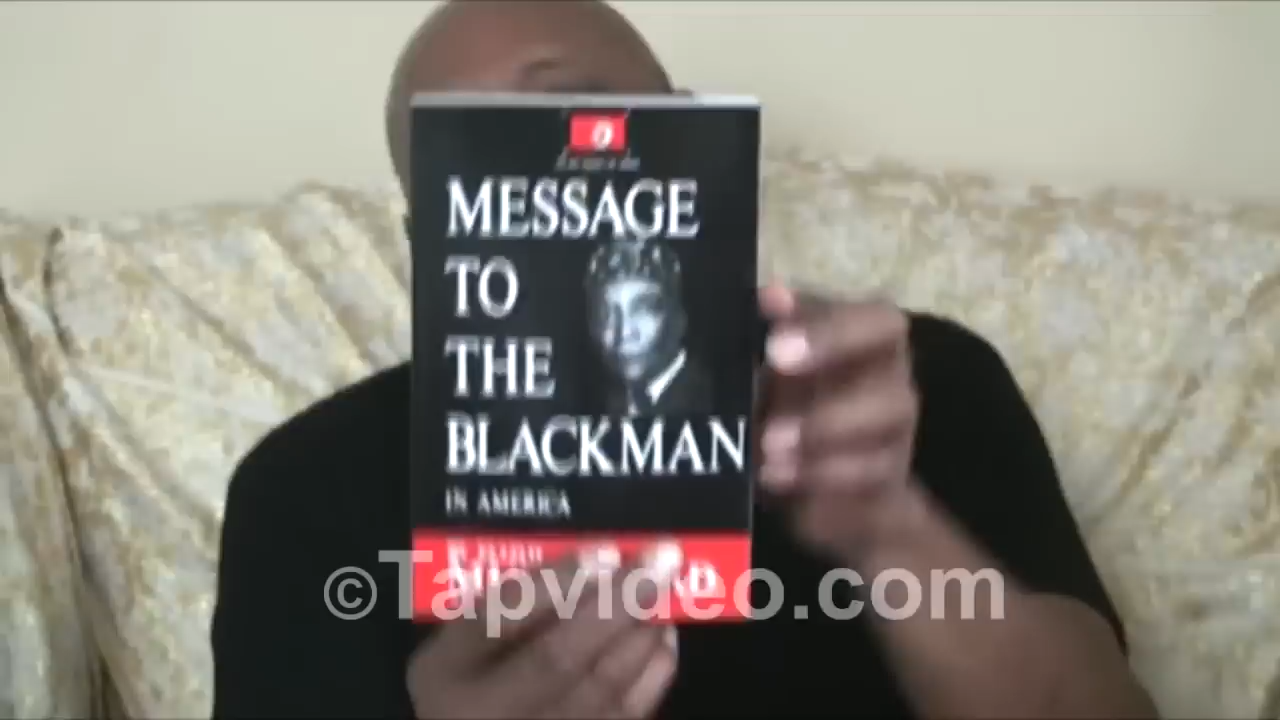 MESSAGE
TO
THE
BLACKMAN
IN AMERICA
©Tapvideo.com